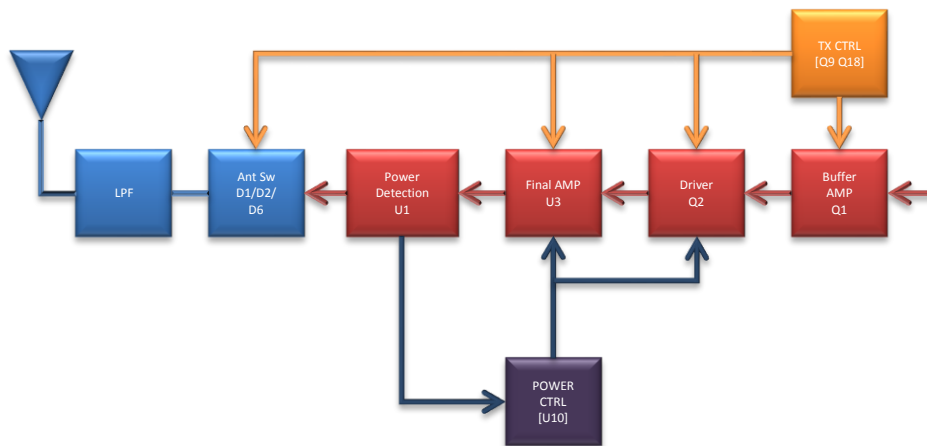 TX CTRL
[Q9 Q18]
LPF
Ant Sw
D1/D2/
D6
Power
Detection
U1
Final AMP
U3
Driver
Q2
Buffer
AMP
Q1
POWER
CTRL
[U10]